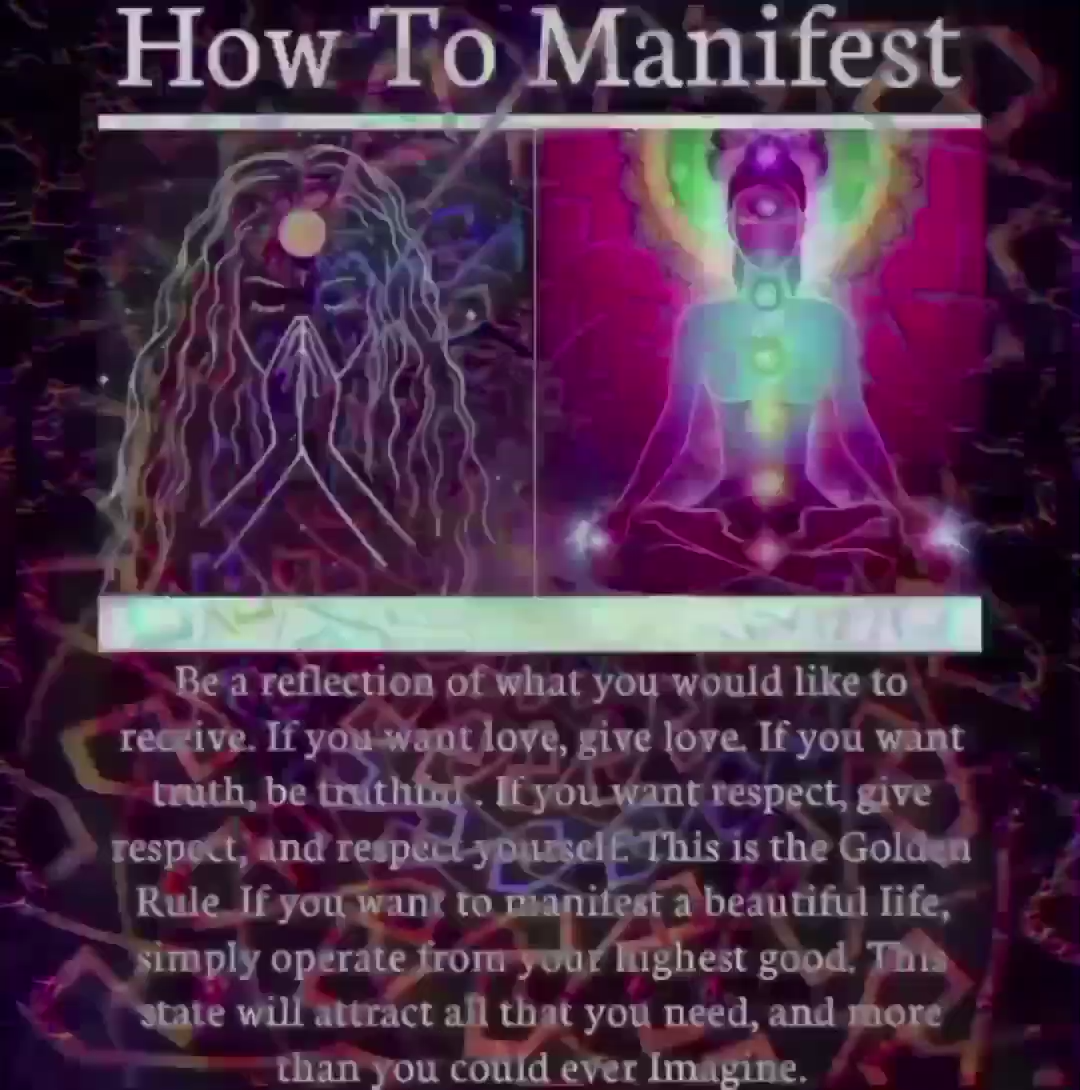 How To Manifest
Be a reflection of what you would like to
receive. If you want love, give love. If you want
truth, be truthful . If you want respect, give
respect, and respect yourself. This is the Golden
Rule. If you want to manifest a beautiful life,
simply operate from your highest good. This
state will attract all that you need, and more
than you could ever Imagine.